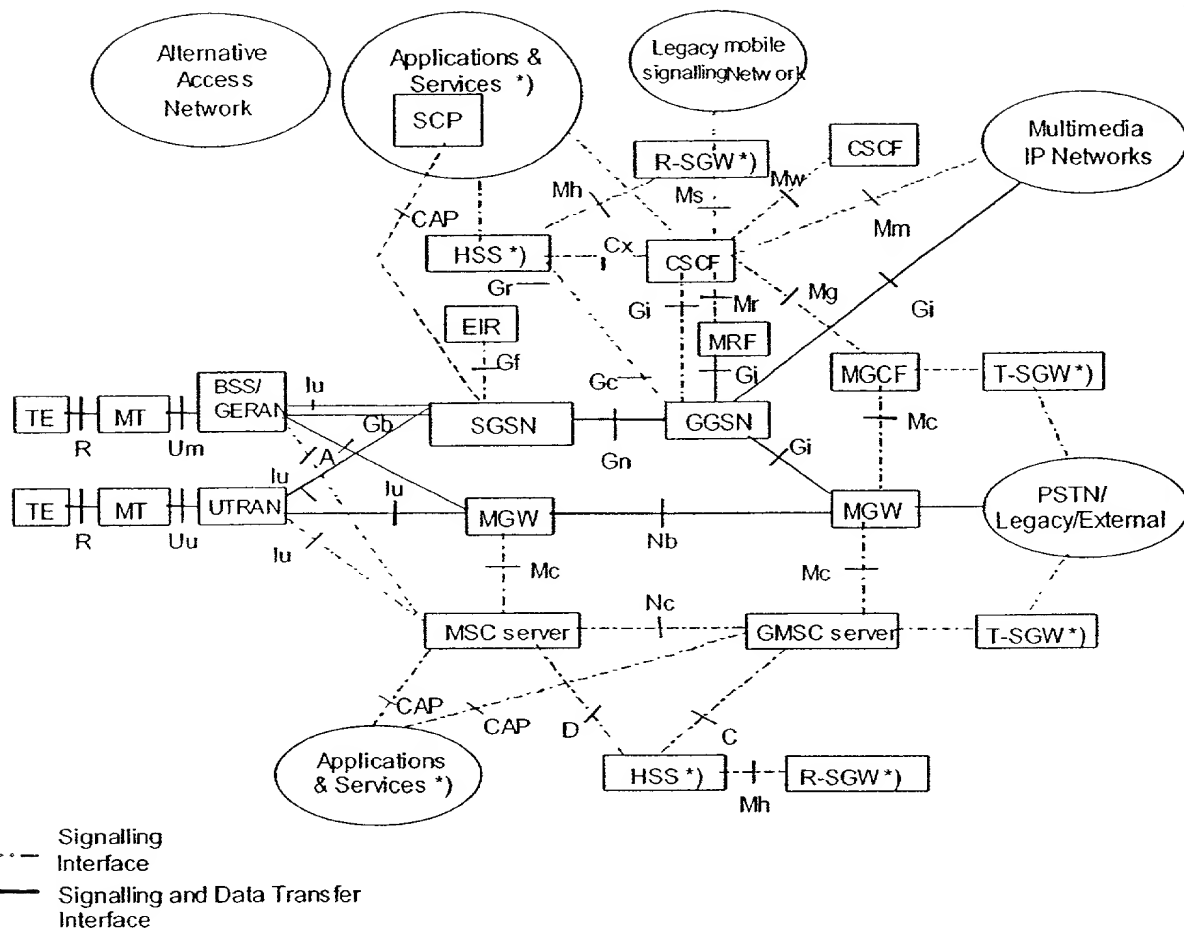 Alternative
Access
Network
Applications &
Services *)
SCP
Legacy mobile
signallingNetwork
Multimedia
IP Networks
R-SGW *)
CSCF
Mh
Ms
Mw
Mm
CAP
HSS *)
Cx
CSCF
Gr
Gi
Mr
Mg
Gi
EIR
Gf
MRF
Gc
Gi
MGCF
T-SGW *)
BSS/
GERAN
Iu
TE
MT
SGSN
GGSN
Mc
R
Um
Gb
A
Gn
Gi
Iu
Iu
TE
MT
UTRAN
MGW
MGW
PSTN/
Legacy/External
R
Uu
Iu
Nb
Mc
Mc
Nc
MSC server
GMSC server
T-SGW *)
CAP
CAP
D
C
Applications
& Services *)
HSS *)
R-SGW *)
Mh
Signalling
Interface
Signalling and Data Transfer
Interface